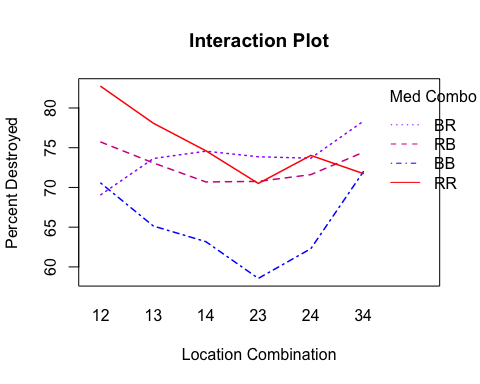 Interaction Plot
Percent Destroyed
80
75
70
65
60
Med Combo
BR
RB
BB
RR
12 13 14 23 24 34
Location Combination